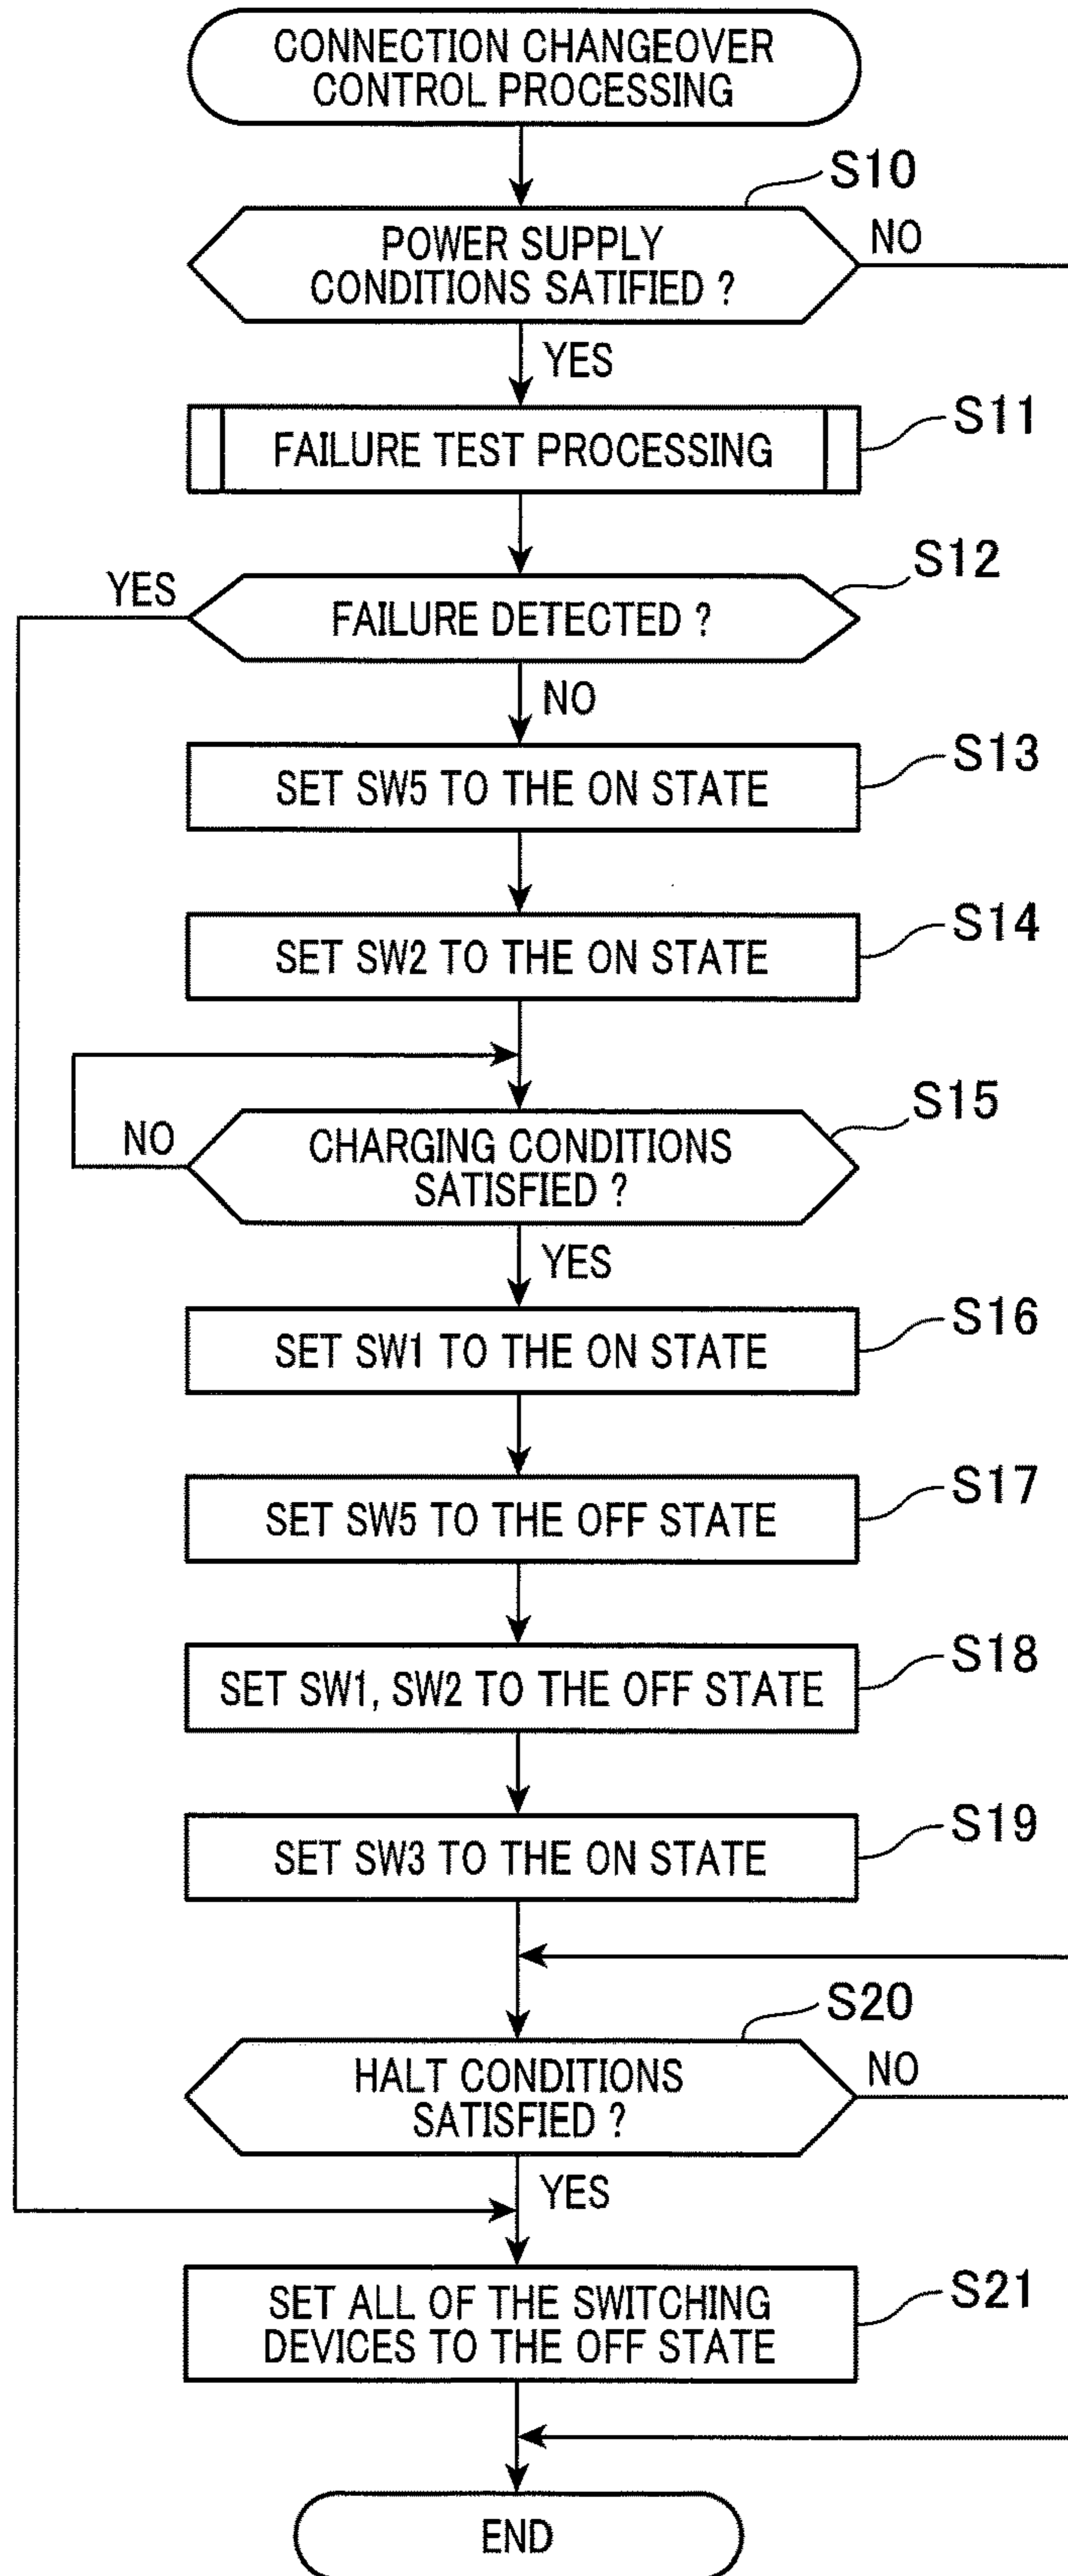 CONNECTION CHANGEOVER
CONTROL PROCESSING
S10
POWER SUPPLY
CONDITIONS SATIFIED ?
NO
YES
S11
FAILURE TEST PROCESSING
S12
YES
FAILURE DETECTED ?
NO
S13
SET SW5 TO THE ON STATE
S14
SET SW2 TO THE ON STATE
S15
NO
CHARGING CONDITIONS
SATISFIED ?
YES
S16
SET SW1 TO THE ON STATE
S17
SET SW5 TO THE OFF STATE
S18
SET SW1, SW2 TO THE OFF STATE
S19
SET SW3 TO THE ON STATE
S20
HALT CONDITIONS
SATISFIED ?
NO
YES
S21
SET ALL OF THE SWITCHING
DEVICES TO THE OFF STATE
END